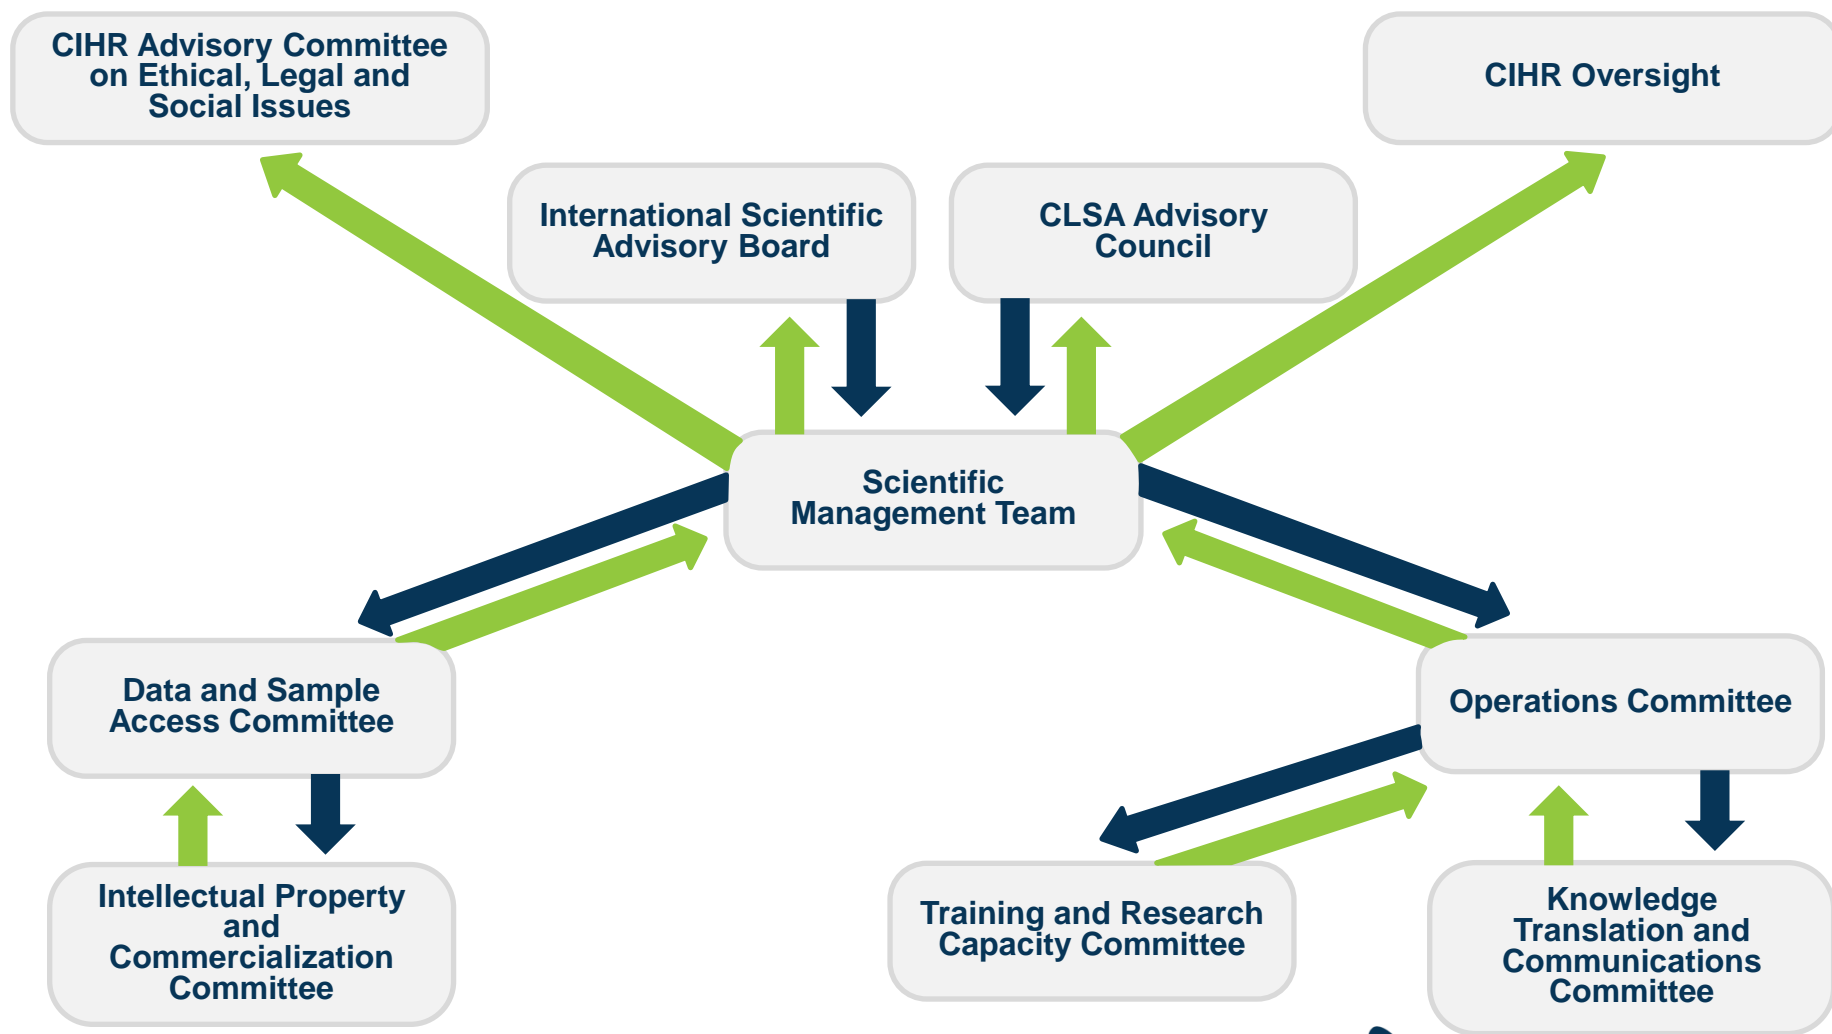 CIHR Advisory Committee
on Ethical, Legal and
Social Issues
CIHR Oversight
International Scientific
Advisory Board
CLSA Advisory
Council
Scientific
Management Team
Data and Sample
Access Committee
Operations Committee
Intellectual Property
and
Commercialization
Committee
Training and Research
Capacity Committee
Knowledge
Translation and
Communications
Committee